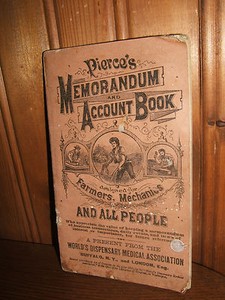 Pierce's
MEMORANDUM
AND
ACCOUNT BOOK
designed for
Farmers, Mechanics
AND ALL PEOPLE
A PRESENT FROM THE
WORLD'S DISPENSARY MEDICAL ASSOCIATION
BUFFALO, N.Y., and LONDON, Eng.